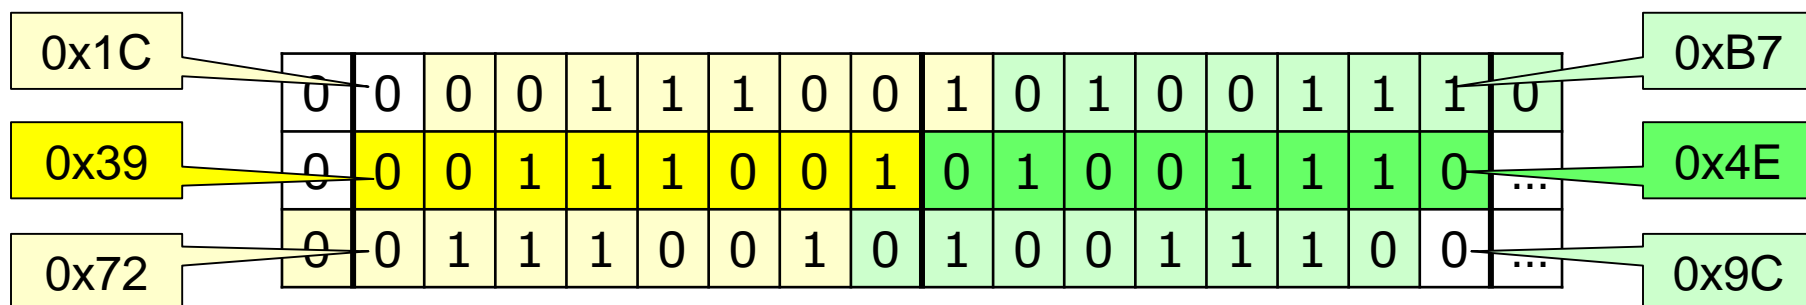 0x1C 0 0 0 0 1 1 1 0 0 1 0 1 0 0 1 1 1 0 0xB7
0x39 0 0 0 1 1 1 0 0 1 0 1 0 0 1 1 1 0 ... 0x4E
0x72 0 0 1 1 1 0 0 1 0 1 0 0 1 1 1 0 0 ... 0x9C